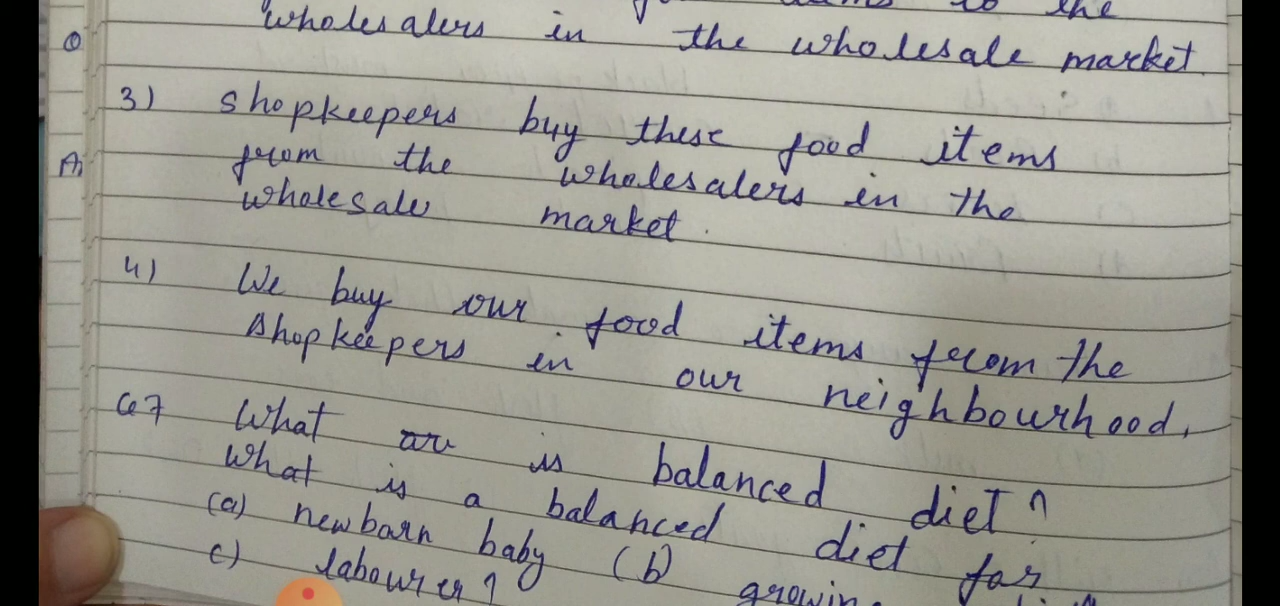 to the
wholesalers in the wholesale market.
3) shopkeepers buy these food items
from the wholesalers in the
wholesale market.
4) We buy our food items from the
shopkeepers in our neighbourhood.
Q7 What are is balanced diet?
What is a balanced diet for
(a) newborn baby (b)
c) labourer?